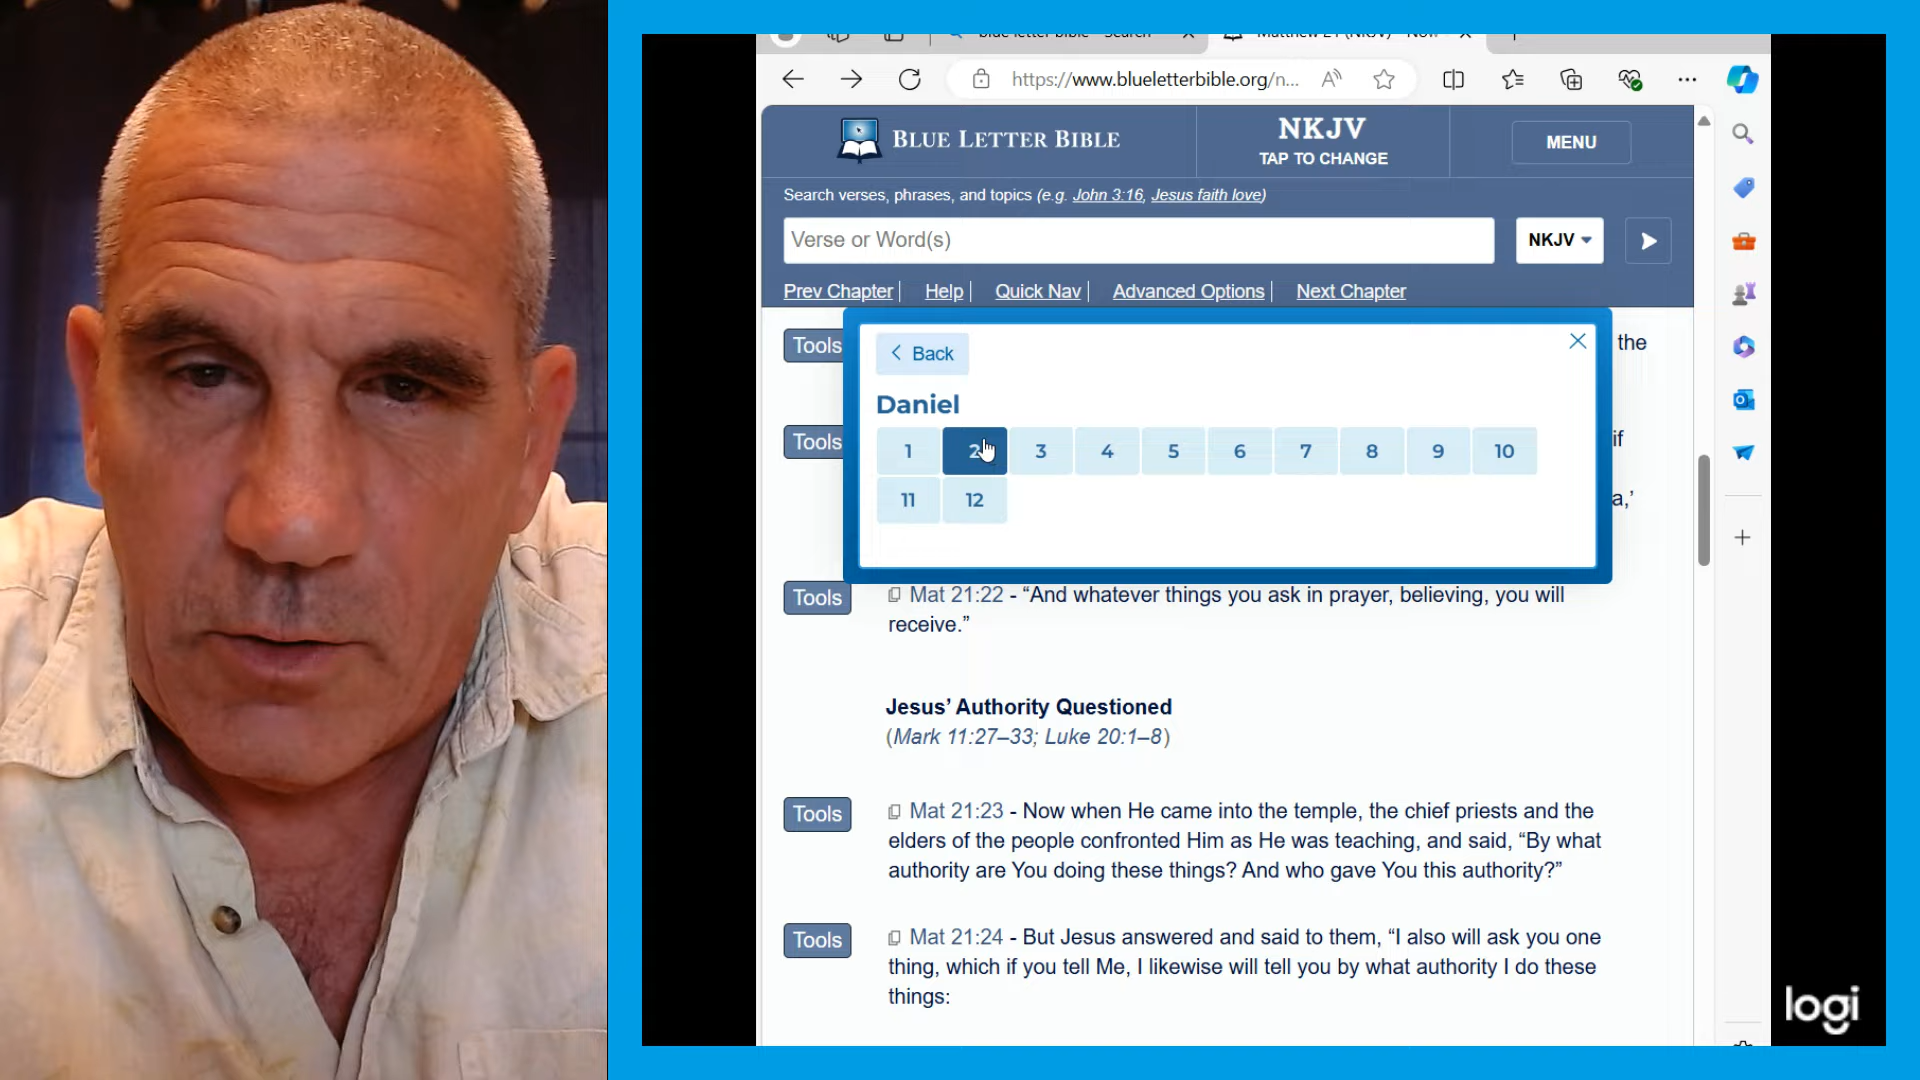 https://www.blueletterbible.org/n...
BLUE LETTER BIBLE
NKJV
TAP TO CHANGE
MENU
Search verses, phrases, and topics (e.g. John 3:16, Jesus faith love)
Verse or Word(s)
NKJV
Prev Chapter
Help
Quick Nav
Advanced Options
Next Chapter
Tools
the
Back
Daniel
1 2 3 4 5 6 7 8 9 10
11 12
Tools
if
a,’
Tools
Mat 21:22 - “And whatever things you ask in prayer, believing, you will
receive.”
Jesus’ Authority Questioned
(Mark 11:27–33; Luke 20:1–8)
Tools
Mat 21:23 - Now when He came into the temple, the chief priests and the
elders of the people confronted Him as He was teaching, and said, “By what
authority are You doing these things? And who gave You this authority?”
Tools
Mat 21:24 - But Jesus answered and said to them, “I also will ask you one
thing, which if you tell Me, I likewise will tell you by what authority I do these
things:
logi